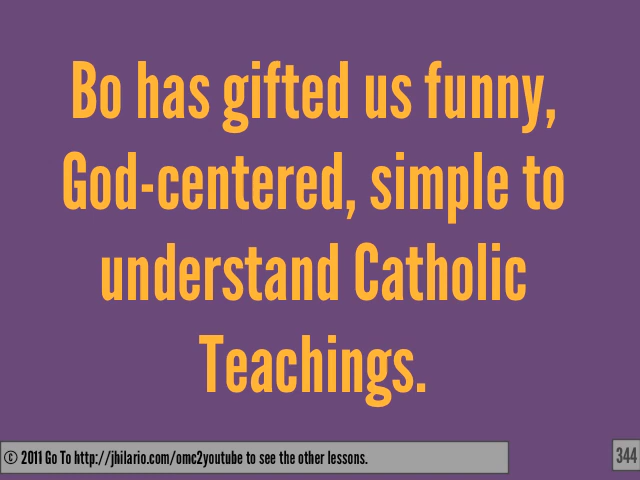 Bo has gifted us funny,
God-centered, simple to
understand Catholic
Teachings.
© 2011 Go To http://jhilario.com/omc2youtube to see the other lessons.
344